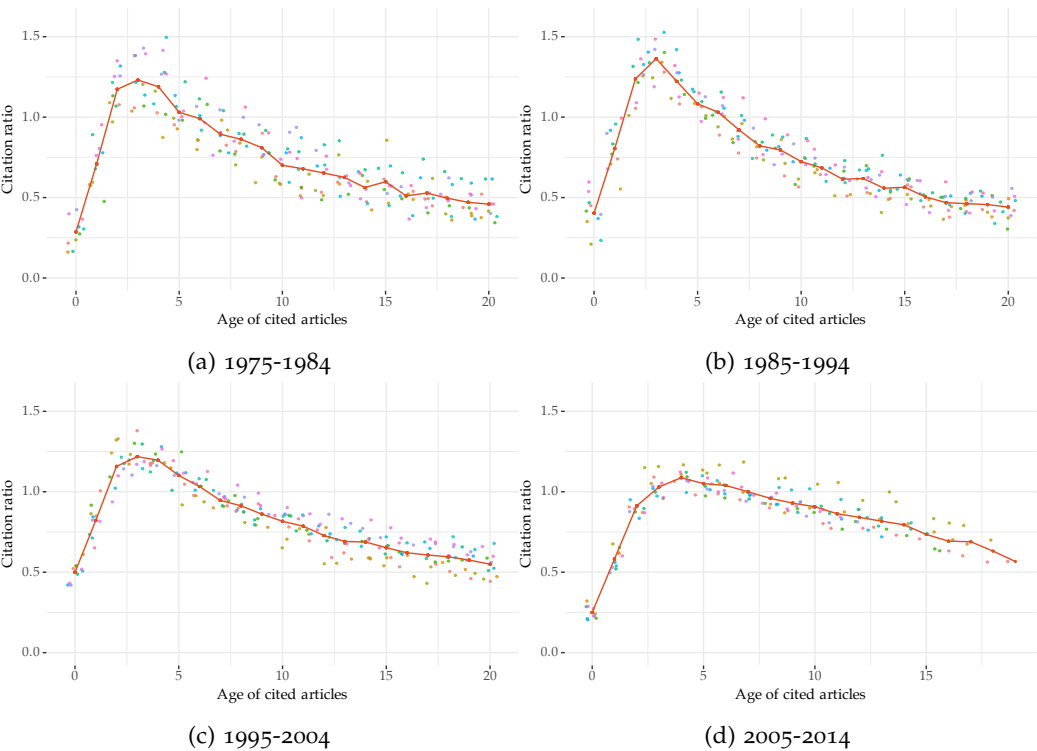 1.5
1.0
0.5
0.0
Citation ratio
0 5 10 15 20
Age of cited articles
(a) 1975-1984
1.5
1.0
0.5
0.0
Citation ratio
0 5 10 15 20
Age of cited articles
(b) 1985-1994
1.5
1.0
0.5
0.0
Citation ratio
0 5 10 15 20
Age of cited articles
(c) 1995-2004
1.5
1.0
0.5
0.0
Citation ratio
0 5 10 15
Age of cited articles
(d) 2005-2014